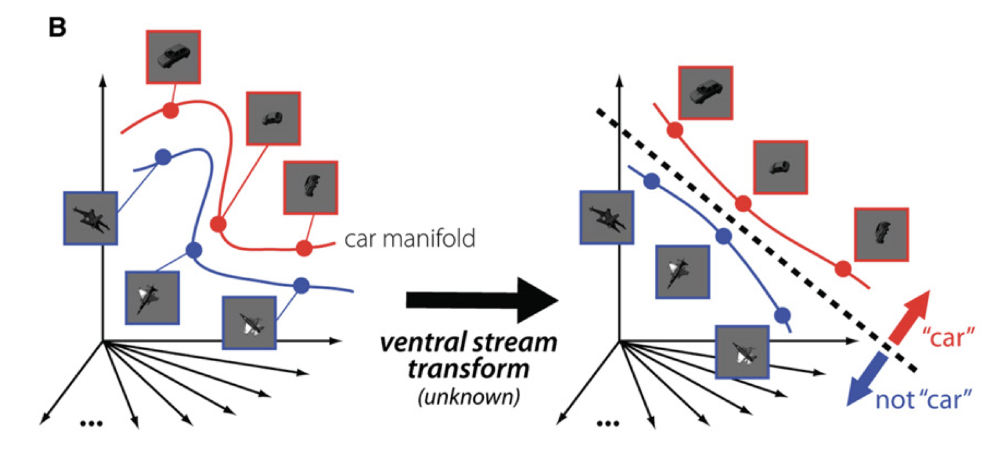 B
car manifold
ventral stream
transform
(unknown)
...
...
"car"
not "car"